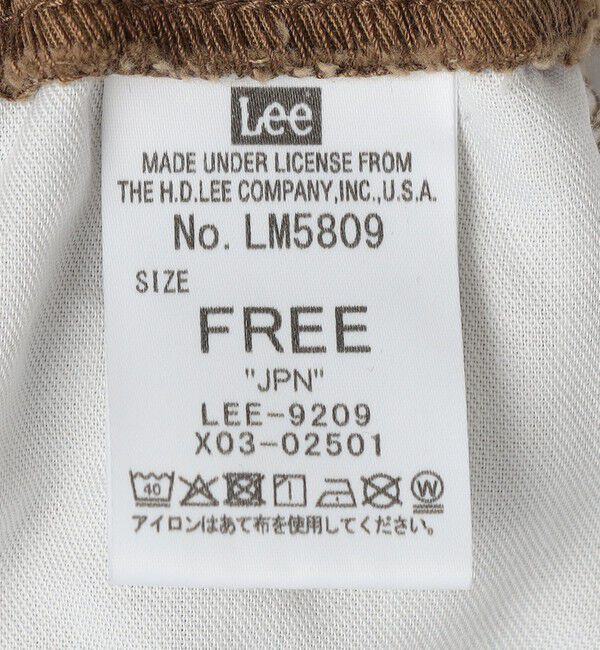 Lee
MADE UNDER LICENSE FROM
THE H.D.LEE COMPANY,INC.,U.S.A.
No. LM5809
SIZE
FREE
"JPN"
LEE-9209
X03-02501
40 W
アイロンはあて布を使用してください。